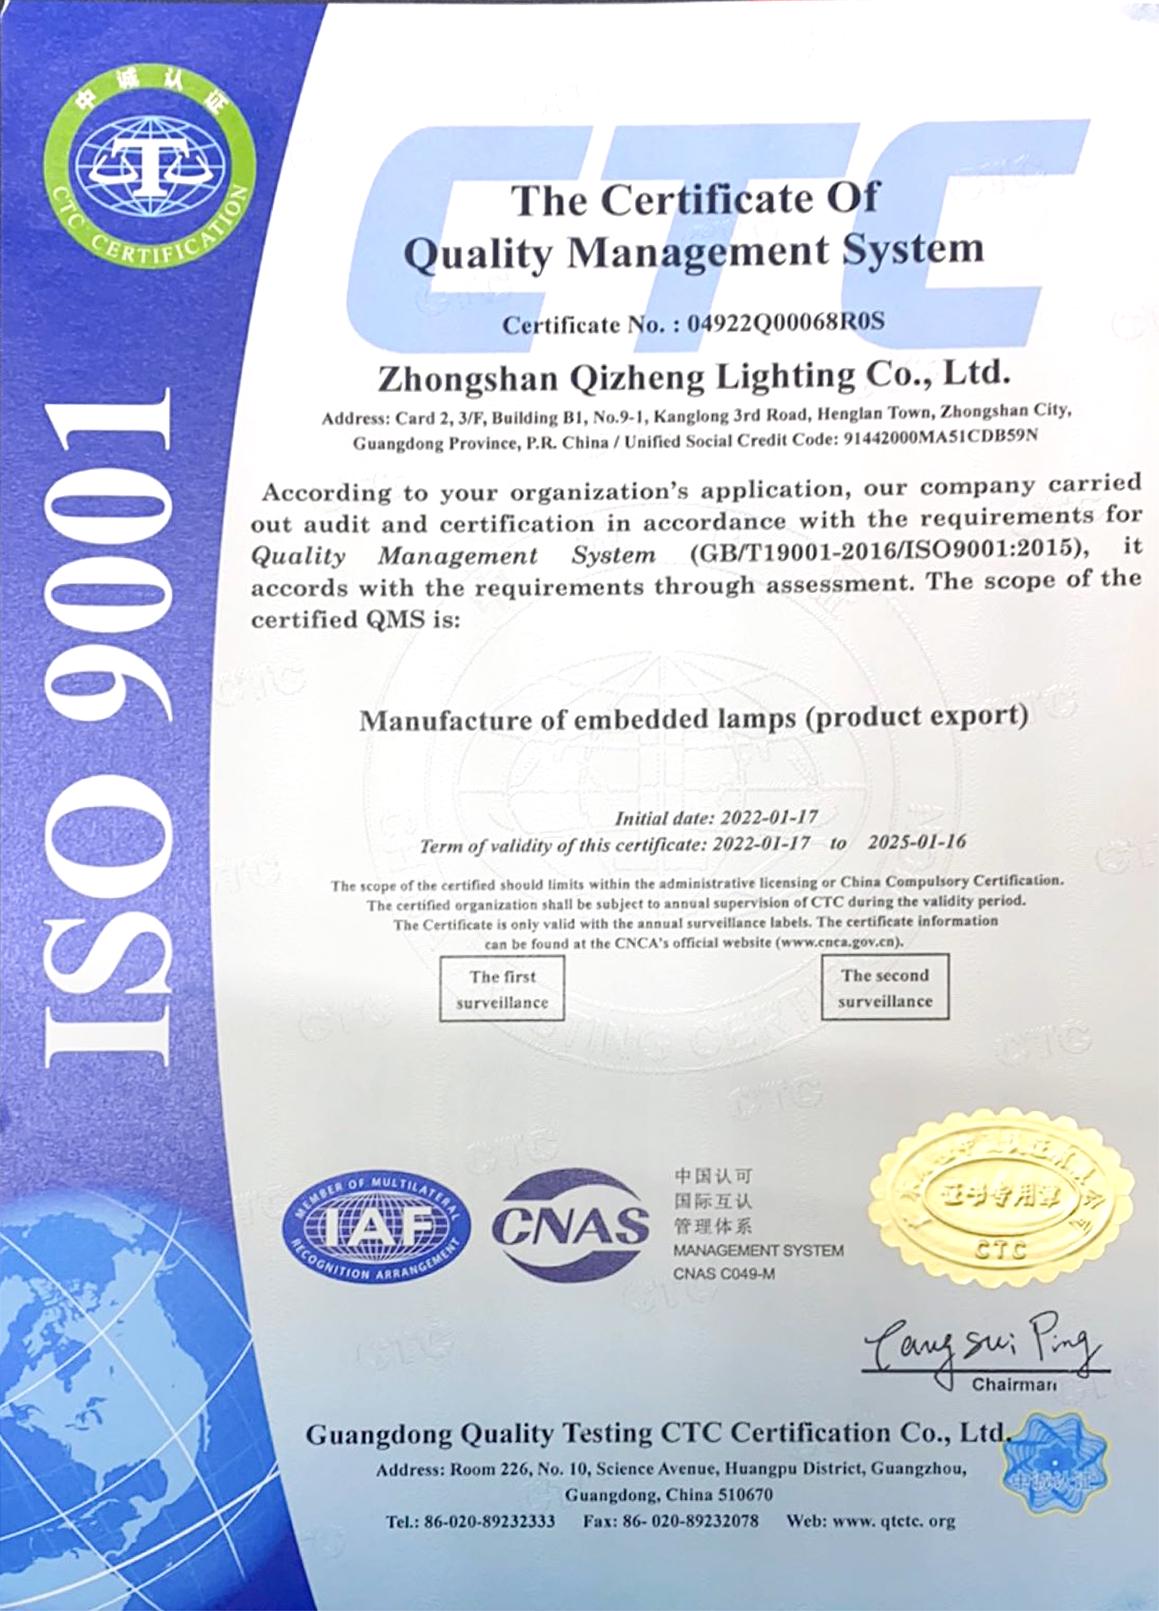 中诚认证
CTC CERTIFICATION
ISO 9001
CTC
The Certificate Of
Quality Management System
Certificate No. : 04922Q00068R0S
Zhongshan Qizheng Lighting Co., Ltd.
Address: Card 2, 3/F, Building B1, No.9-1, Kanglong 3rd Road, Henglan Town, Zhongshan City,
Guangdong Province, P.R. China / Unified Social Credit Code: 91442000MA51CDB59N
According to your organization's application, our company carried
out audit and certification in accordance with the requirements for
Quality Management System (GB/T19001-2016/ISO9001:2015), it
accords with the requirements through assessment. The scope of the
certified QMS is:
Manufacture of embedded lamps (product export)
Initial date: 2022-01-17
Term of validity of this certificate: 2022-01-17 to 2025-01-16
The scope of the certified should limits within the administrative licensing or China Compulsory Certification.
The certified organization shall be subject to annual supervision of CTC during the validity period.
The Certificate is only valid with the annual surveillance labels. The certificate information
can be found at the CNCA's official website (www.cnca.gov.cn).
The first
surveillance
The second
surveillance
MEMBER OF MULTILATERAL
IAF
RECOGNITION ARRANGEMENT
CNAS
中国认可
国际互认
管理体系
MANAGEMENT SYSTEM
CNAS C049-M
证书专用章
CTC
Chairman
Guangdong Quality Testing CTC Certification Co., Ltd.
Address: Room 226, No. 10, Science Avenue, Huangpu District, Guangzhou,
Guangdong, China 510670
Tel.: 86-020-89232333 Fax: 86- 020-89232078 Web: www. qtctc. org
中诚认证